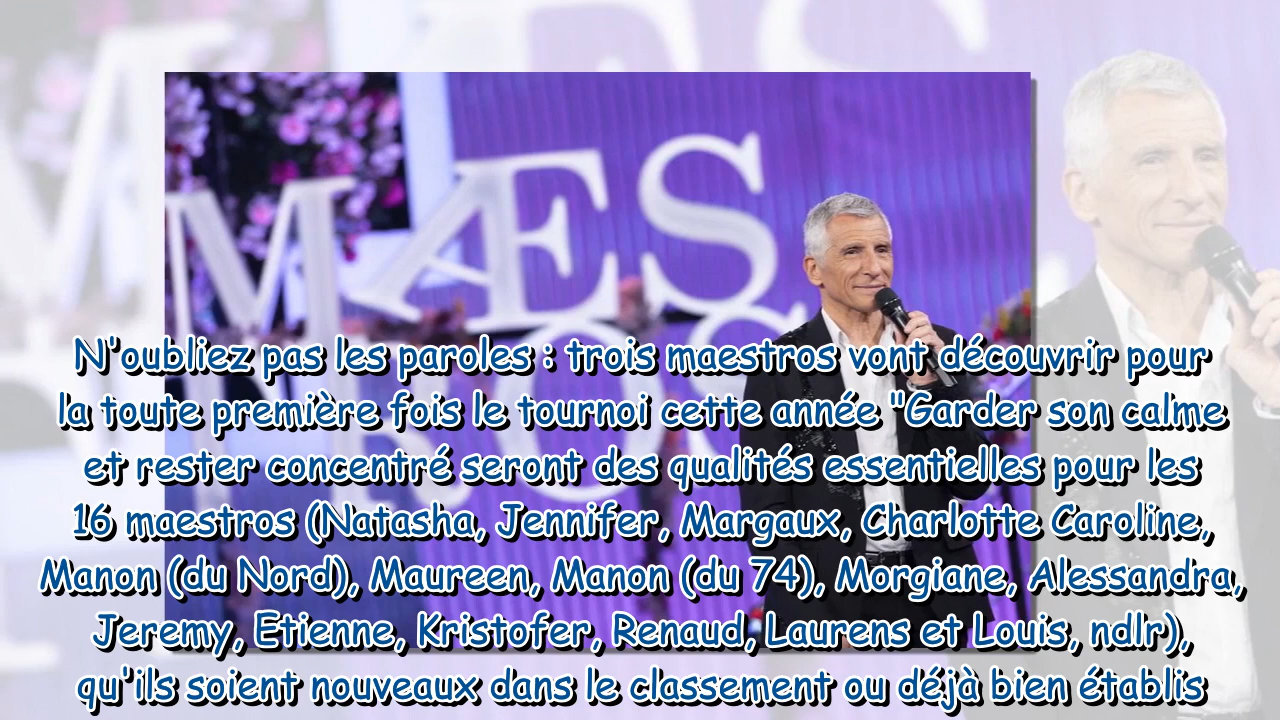 MÆS
ROS
N'oubliez pas les paroles : trois maestros vont découvrir pour
la toute première fois le tournoi cette année "Garder son calme
et rester concentré seront des qualités essentielles pour les
16 maestros (Natasha, Jennifer, Margaux, Charlotte Caroline,
Manon (du Nord), Maureen, Manon (du 74), Morgiane, Alessandra,
Jeremy, Etienne, Kristofer, Renaud, Laurens et Louis, ndlr),
qu'ils soient nouveaux dans le classement ou déjà bien établis